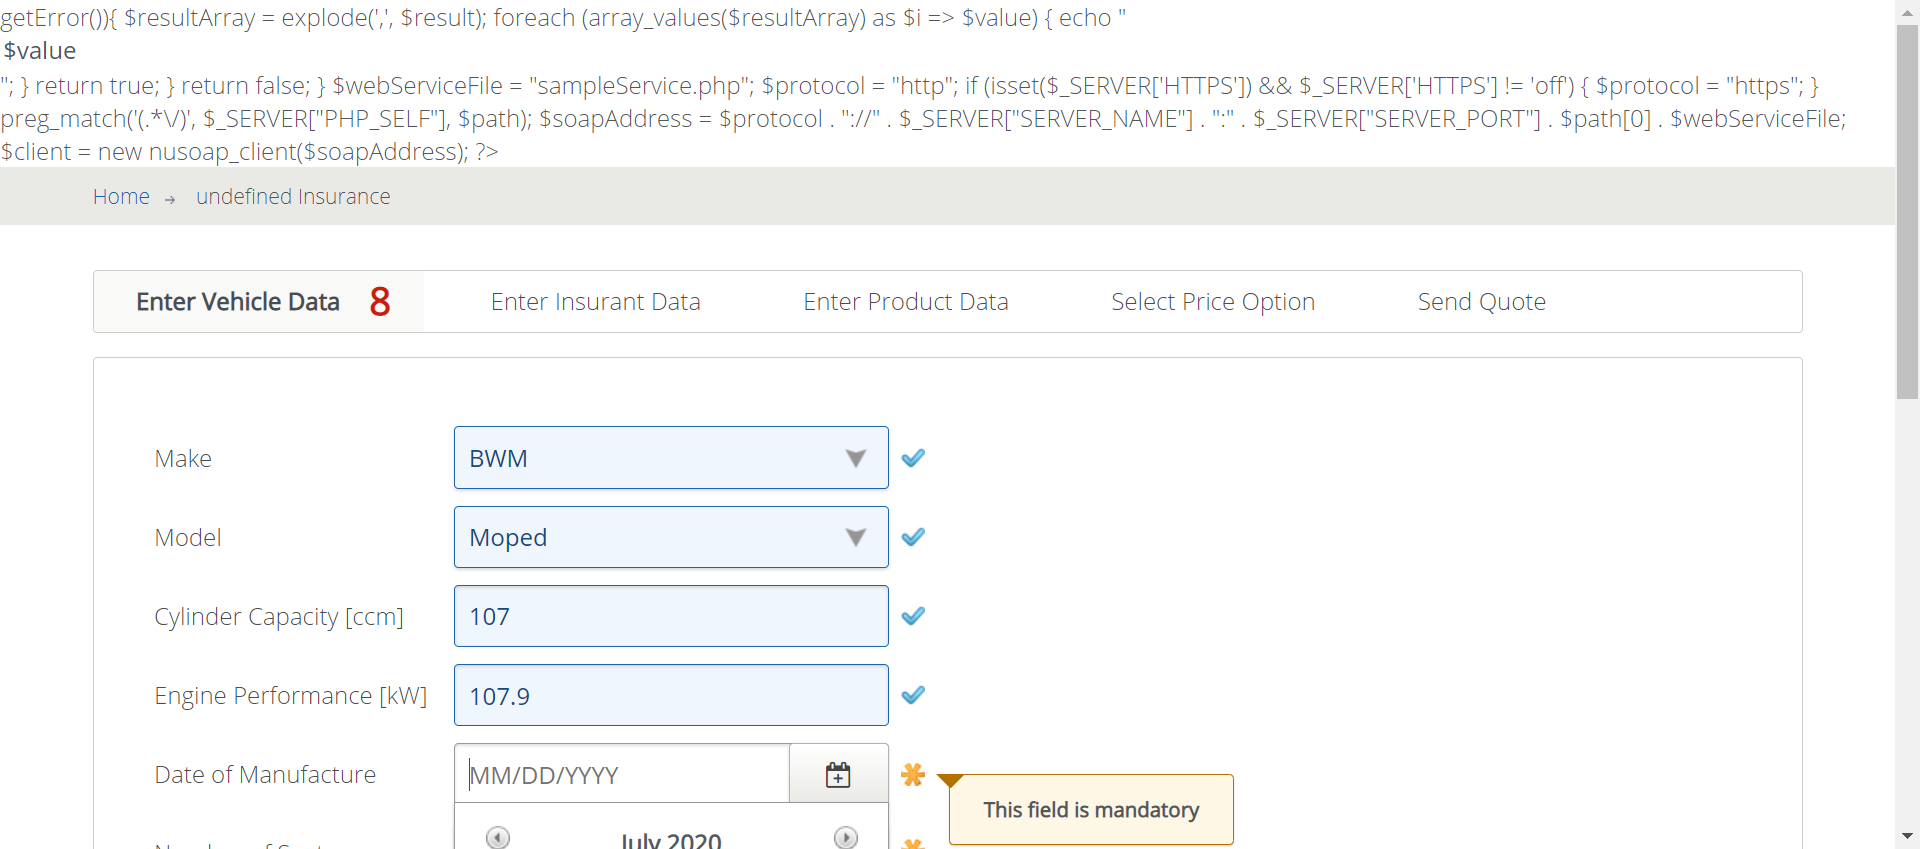 getError()){ $resultArray = explode(',', $result); foreach (array_values($resultArray) as $i => $value) { echo "
$value
"; } return true; } return false; } $webServiceFile = "sampleService.php"; $protocol = "http"; if (isset($_SERVER['HTTPS']) && $_SERVER['HTTPS'] != 'off') { $protocol = "https"; }
preg_match('(.*\/)', $_SERVER["PHP_SELF"], $path); $soapAddress = $protocol . "://" . $_SERVER["SERVER_NAME"] . ":" . $_SERVER["SERVER_PORT"] . $path[0] . $webServiceFile;
$client = new nusoap_client($soapAddress); ?>
Home → undefined Insurance
Enter Vehicle Data 8 Enter Insurant Data Enter Product Data Select Price Option Send Quote
Make BWM
Model Moped
Cylinder Capacity [ccm] 107
Engine Performance [kW] 107.9
Date of Manufacture MM/DD/YYYY
This field is mandatory
July 2020